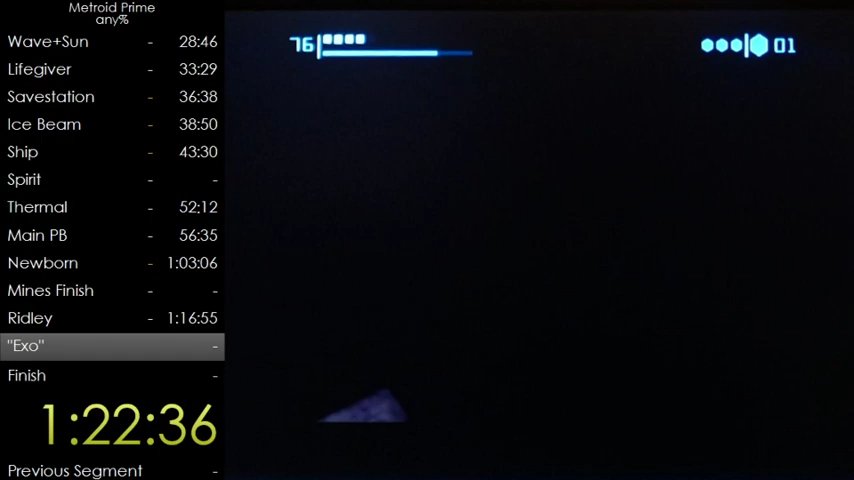 Metroid Prime
any%
Wave+Sun - 28:46
Lifegiver - 33:29
Savestation - 36:38
Ice Beam - 38:50
Ship - 43:30
Spirit - -
Thermal - 52:12
Main PB - 56:35
Newborn - 1:03:06
Mines Finish - -
Ridley - 1:16:55
"Exo" -
Finish -
1:22:36
Previous Segment -
76
01